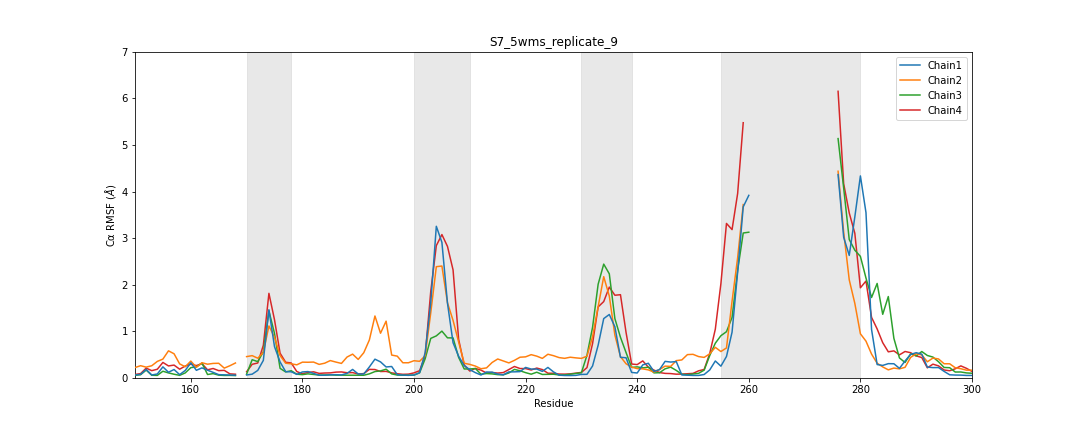 S7_5wms_replicate_9
7
6
5
4
3
2
1
0
Cα RMSF (Å)
160
180
200
220
240
260
280
300
Residue
Chain1
Chain2
Chain3
Chain4